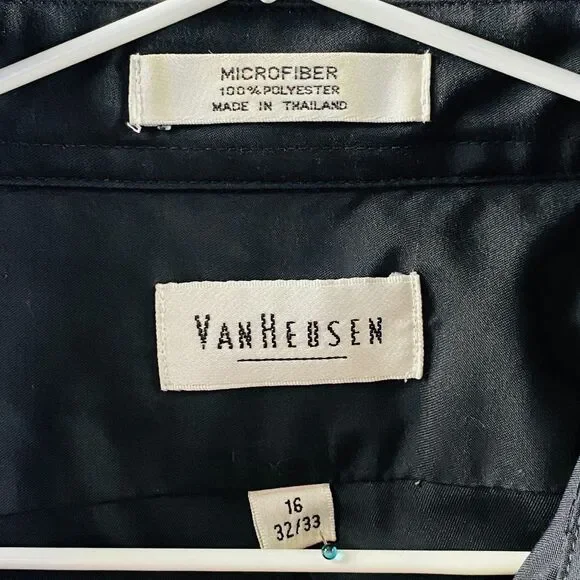 MICROFIBER
100% POLYESTER
MADE IN THAILAND
VANHEUSEN
16
32/33